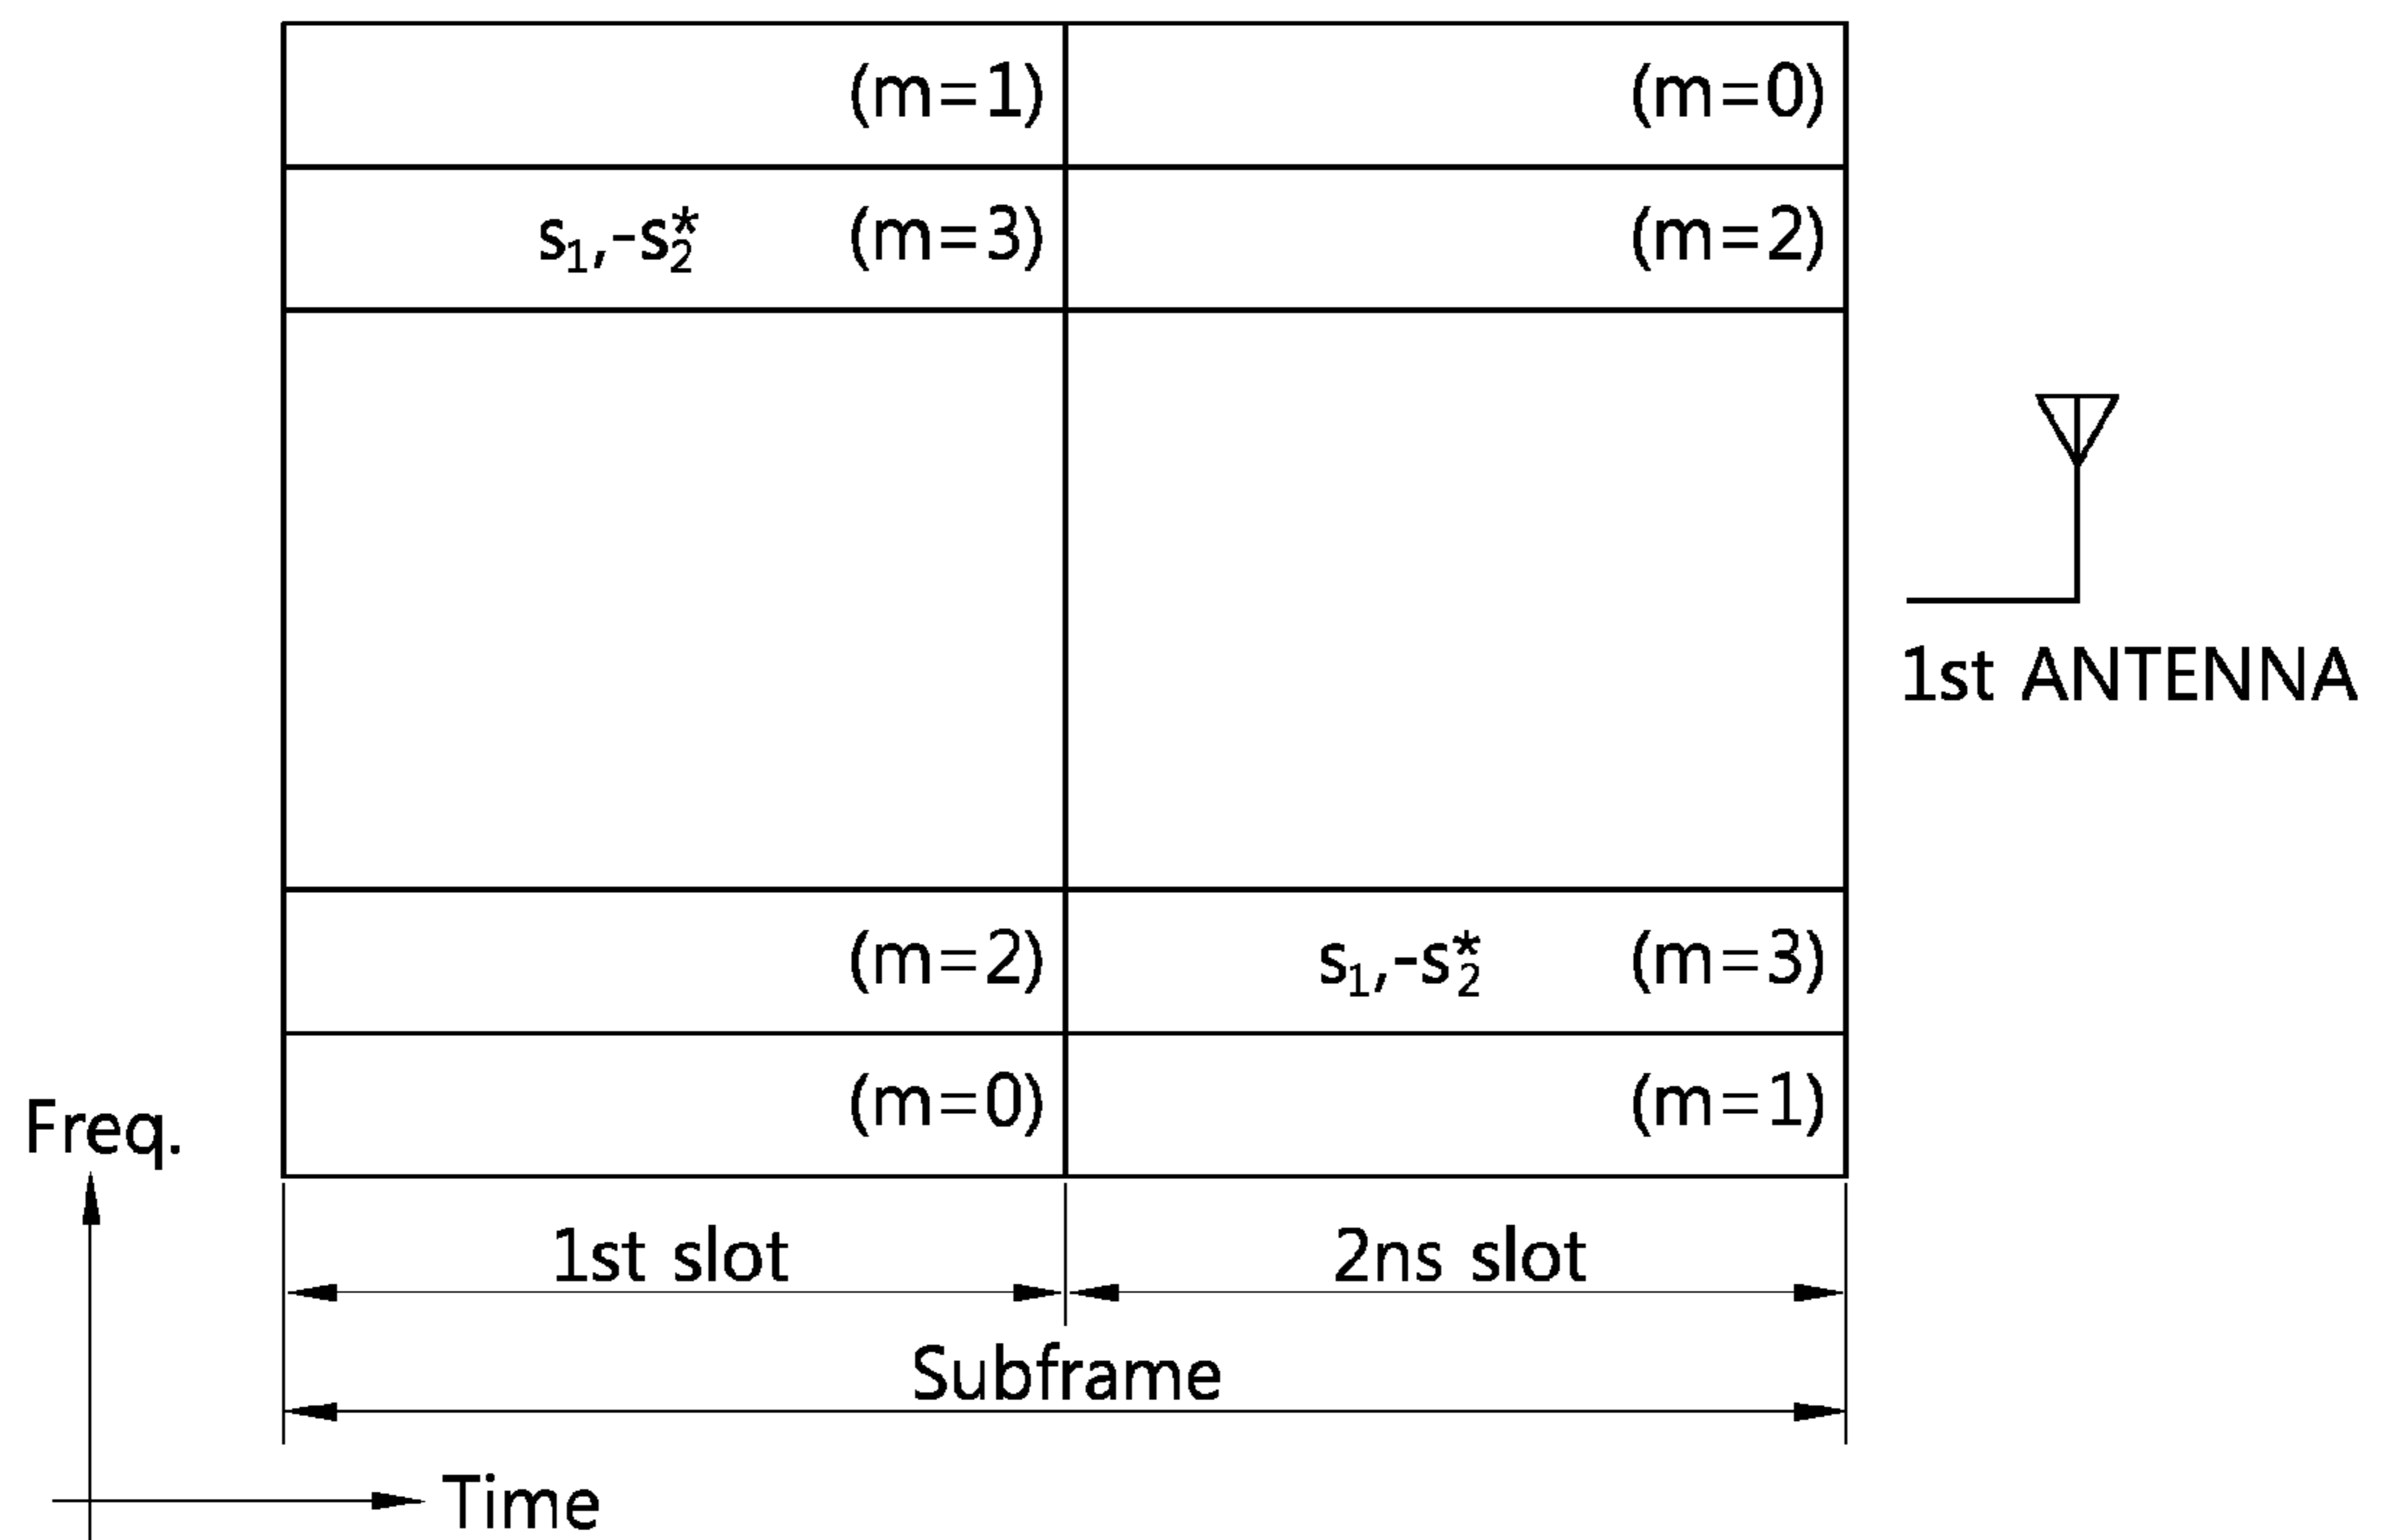 (m=1) (m=0)
s₁,-s₂* (m=3) (m=2)
1st ANTENNA
(m=2) s₁,-s₂* (m=3)
(m=0) (m=1)
Freq.
1st slot 2ns slot
Subframe
Time